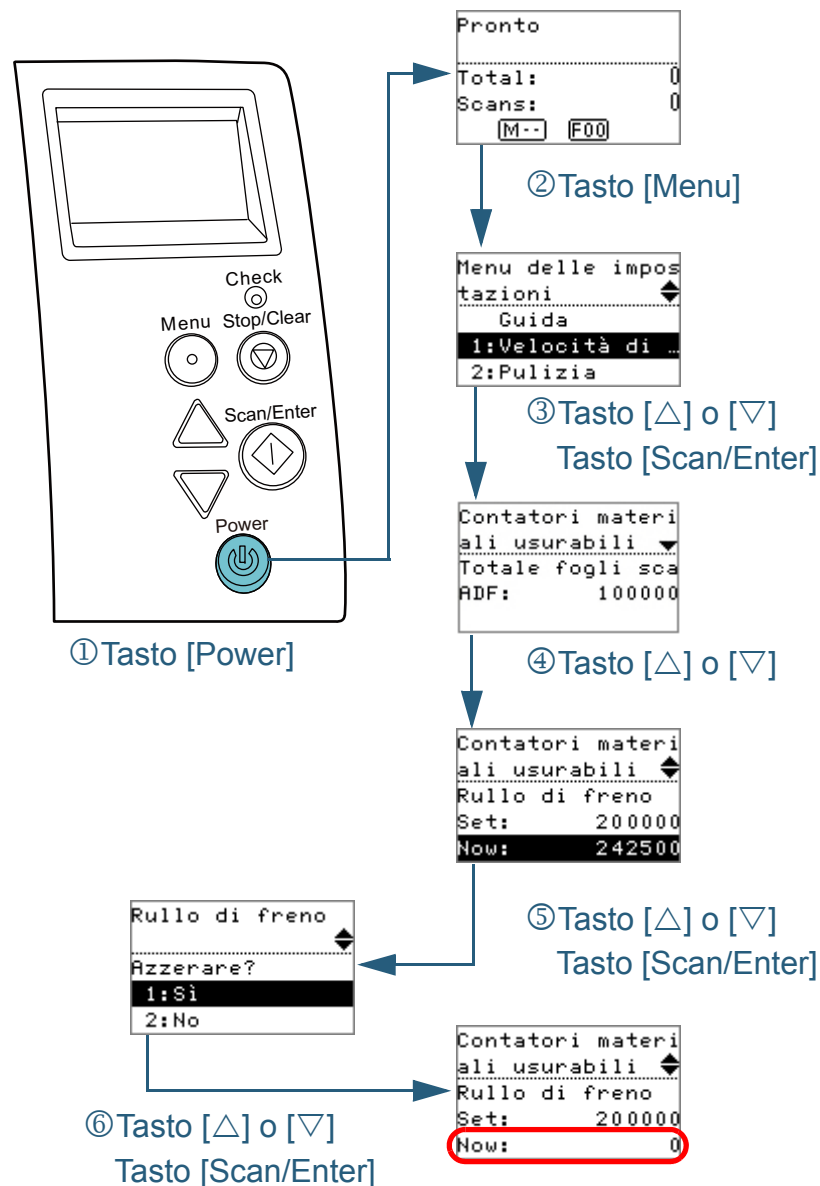 Pronto
Total: 0
Scans: 0
M-- F00
②Tasto [Menu]
Check
Menu Stop/Clear
Scan/Enter
Power
①Tasto [Power]
Menu delle impos
tazioni
Guida
1:Velocità di …
2:Pulizia
③Tasto [△] o [▽]
Tasto [Scan/Enter]
Contatori materi
ali usurabili
Totale fogli sca
ADF: 100000
④Tasto [△] o [▽]
Contatori materi
ali usurabili
Rullo di freno
Set: 200000
Now: 242500
⑤Tasto [△] o [▽]
Tasto [Scan/Enter]
Rullo di freno
Azzerare?
1:Sì
2:No
⑥Tasto [△] o [▽]
Tasto [Scan/Enter]
Contatori materi
ali usurabili
Rullo di freno
Set: 200000
Now: 0